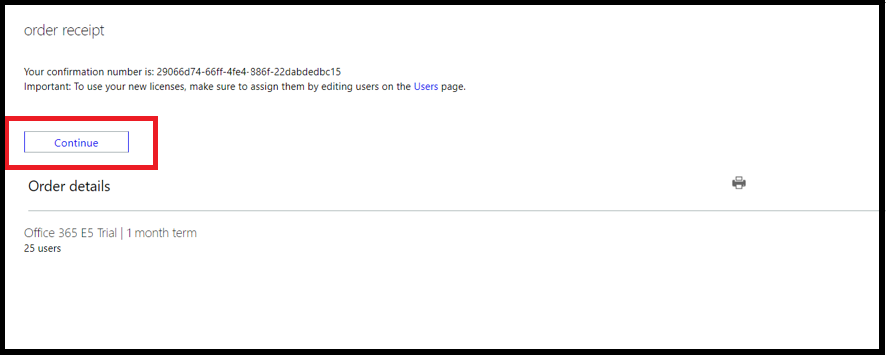 order receipt
Your confirmation number is: 29066d74-66ff-4fe4-886f-22dabdedbc15
Important: To use your new licenses, make sure to assign them by editing users on the Users page.
Continue
Order details
Office 365 E5 Trial | 1 month term
25 users